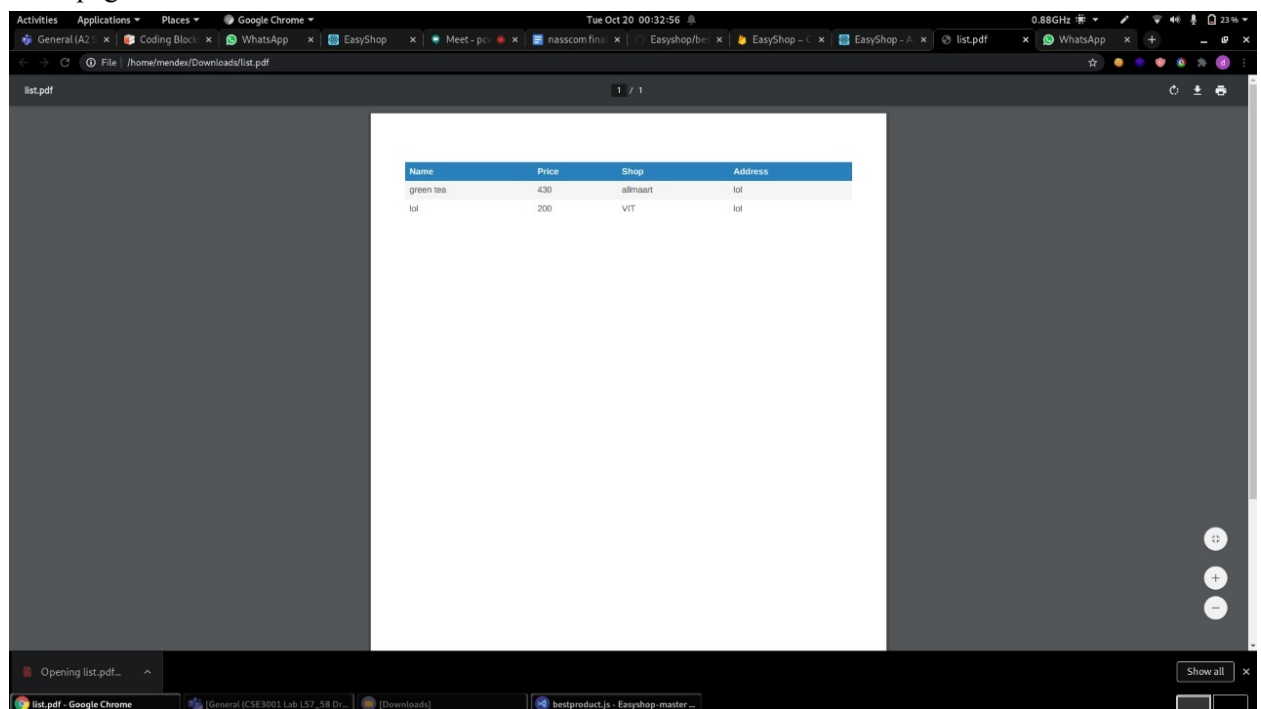 Activities Applications Places Google Chrome Tue Oct 20 00:32:56 0.88GHz 23%
General (A2 S Coding Block WhatsApp EasyShop Meet - pc nasscom final Easyshop/be EasyShop – C EasyShop - A list.pdf WhatsApp
File /home/mendex/Downloads/list.pdf d
list.pdf 1 / 1
Name Price Shop Address
green tea 430 allmaart lol
lol 200 VIT lol
Opening list.pdf... Show all
list.pdf - Google Chrome [General (CSE3001 Lab L57_58 Dr... [Downloads] bestproduct.js - Easyshop-master ...